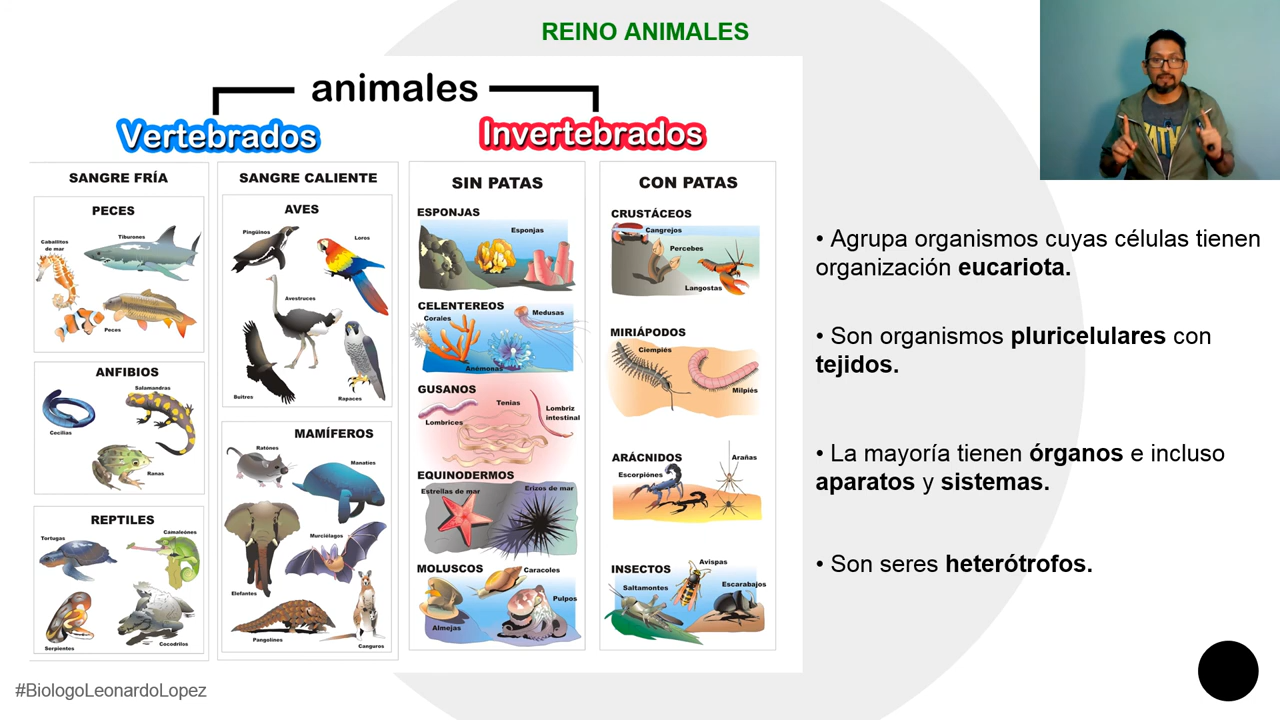 REINO ANIMALES
animales
Vertebrados
Invertebrados
SANGRE FRÍA
PECES
Caballitos
de mar
Tiburones
Peces
ANFIBIOS
Salamandras
Cecilias
Ranas
REPTILES
Tortugas
Camaleónes
Serpientes
Cocodrilos
SANGRE CALIENTE
AVES
Pingüinos
Loros
Avestruces
Buitres
Rapaces
MAMÍFEROS
Ratónes
Manatíes
Murciélagos
Elefantes
Pangolines
Canguros
SIN PATAS
ESPONJAS
Esponjas
CELENTEREOS
Corales
Medusas
Anémonas
GUSANOS
Tenias
Lombriz
intestinal
Lombrices
EQUINODERMOS
Estrellas de mar
Erizos de mar
MOLUSCOS
Caracoles
Pulpos
Almejas
CON PATAS
CRUSTÁCEOS
Cangrejos
Percebes
Langostas
MIRIÁPODOS
Ciempiés
Milpiés
ARÁCNIDOS
Arañas
Escorpiónes
INSECTOS
Avispas
Saltamontes
Escarabajos
• Agrupa organismos cuyas células tienen
organización eucariota.
• Son organismos pluricelulares con
tejidos.
• La mayoría tienen órganos e incluso
aparatos y sistemas.
• Son seres heterótrofos.
#BiologoLeonardoLopez